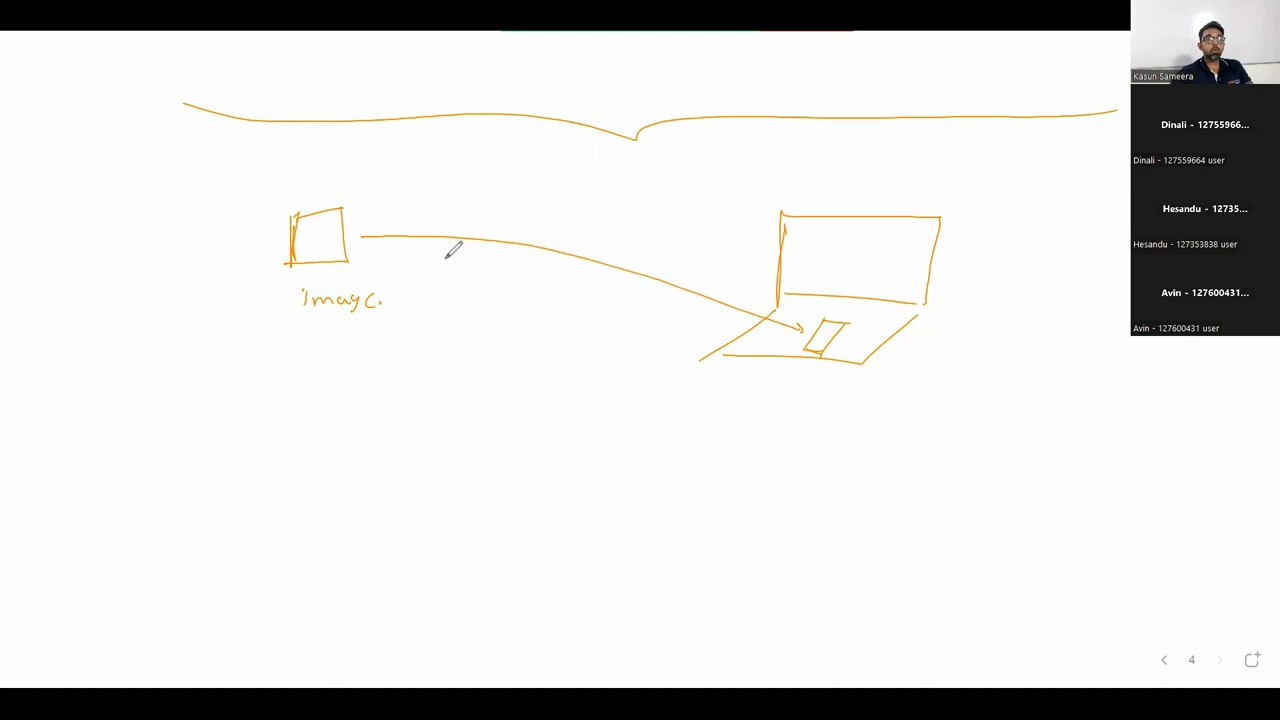 Kasun Sameera
Dinali - 12755966...
Dinali - 127559664 user
Hesandu - 12735...
Hesandu - 127353838 user
Avin - 127600431...
Avin - 127600431 user
image.
4